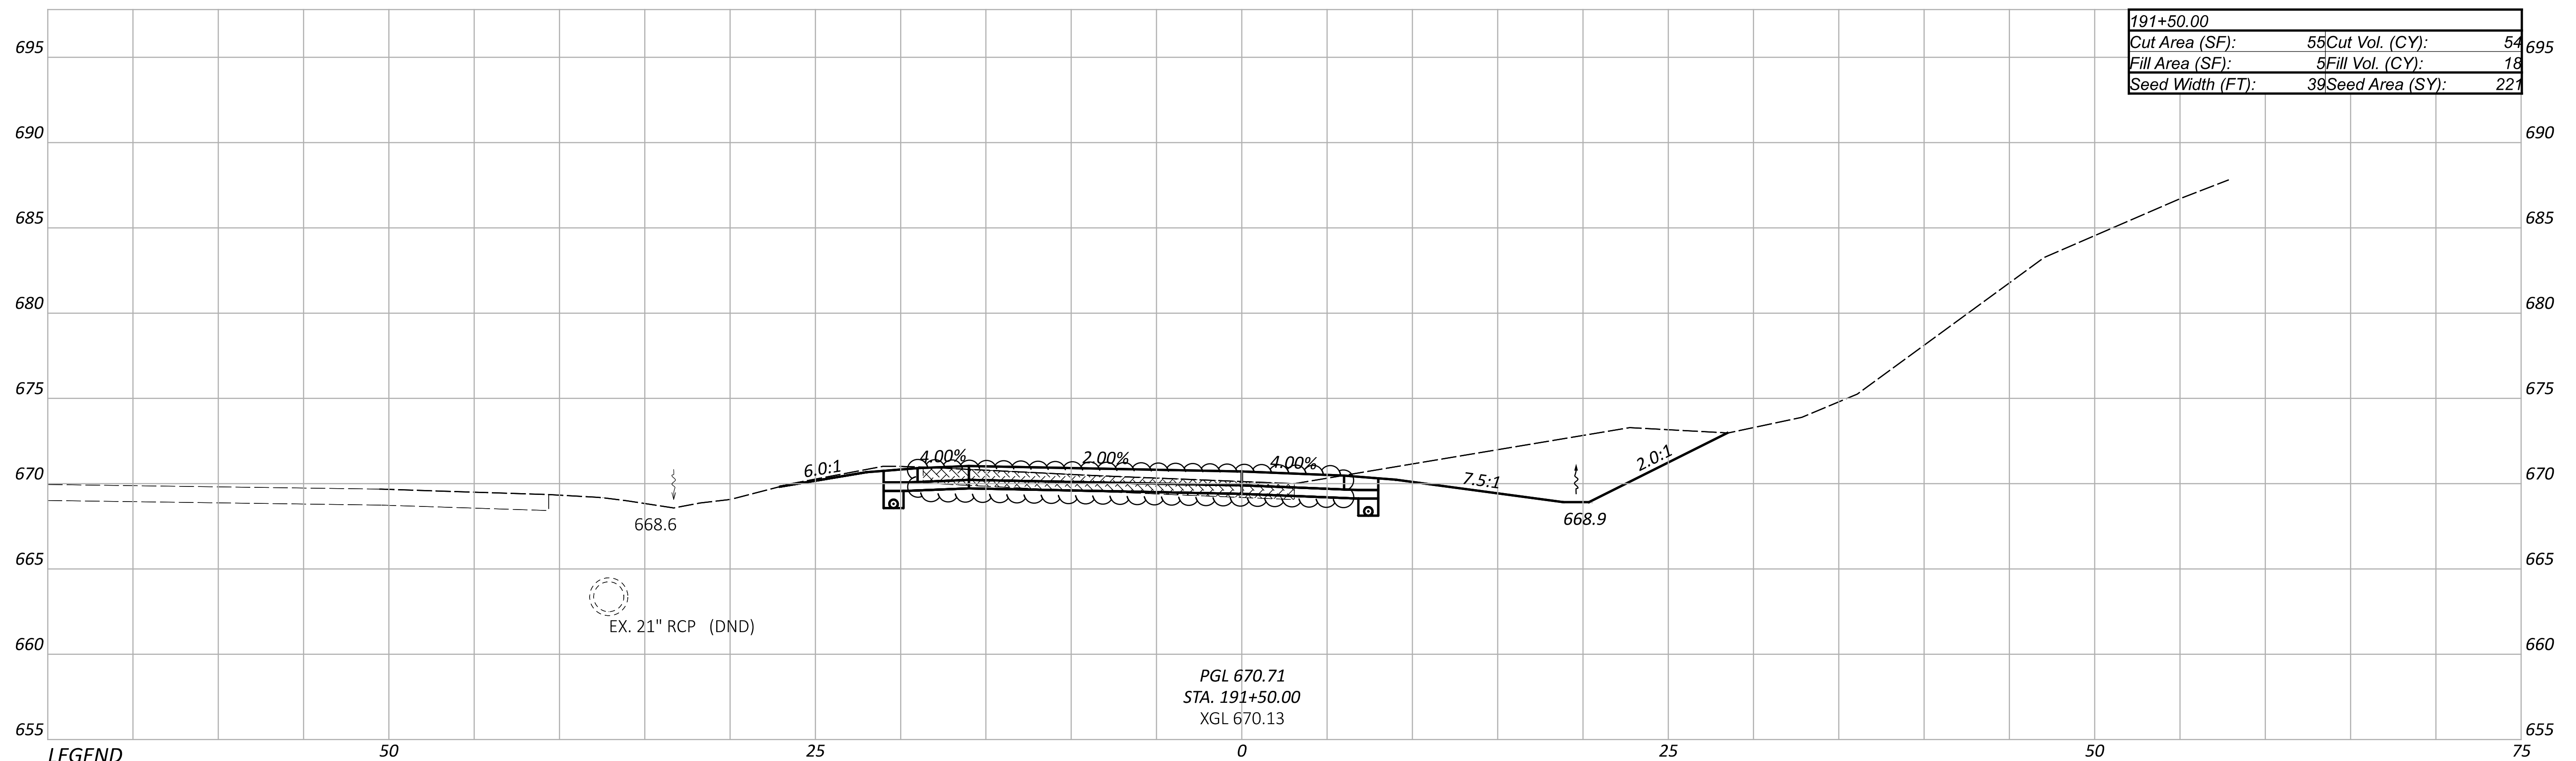 191+50.00
Cut Area (SF): 55 Cut Vol. (CY): 54
Fill Area (SF): 5 Fill Vol. (CY): 18
Seed Width (FT): 39 Seed Area (SY): 221
695 695
690 690
685 685
680 680
675 675
670 6.0:1 4.00% 2.00% 4.00% 7.5:1 2.0:1 670
668.6 668.9
665 665
EX. 21" RCP (DND)
660 660
PGL 670.71
STA. 191+50.00
XGL 670.13
655 655
LEGEND 50 25 0 25 50 75